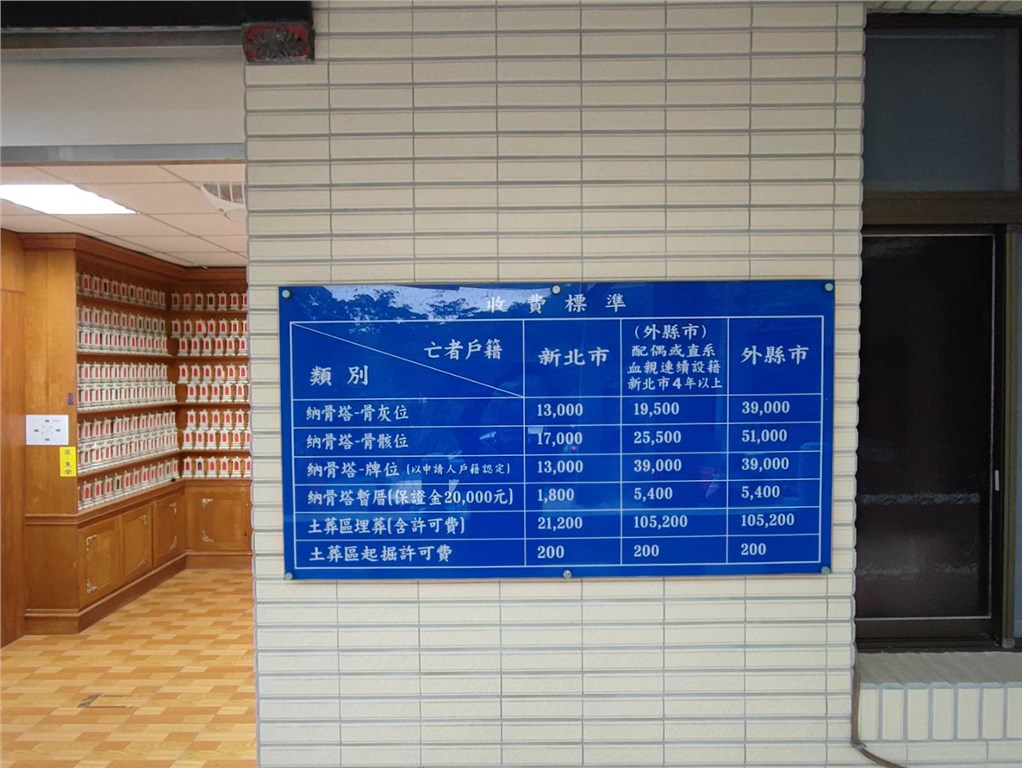 收費標準
亡者戶籍
類別
新北市
(外縣市)
配偶或直系
血親連續設籍
新北市4年以上
外縣市
納骨塔-骨灰位 13,000 19,500 39,000
納骨塔-骨骸位 17,000 25,500 51,000
納骨塔-牌位(以申請人戶籍認定) 13,000 39,000 39,000
納骨塔暫厝(保證金20,000元) 1,800 5,400 5,400
土葬區埋葬(含許可費) 21,200 105,200 105,200
土葬區起掘許可費 200 200 200